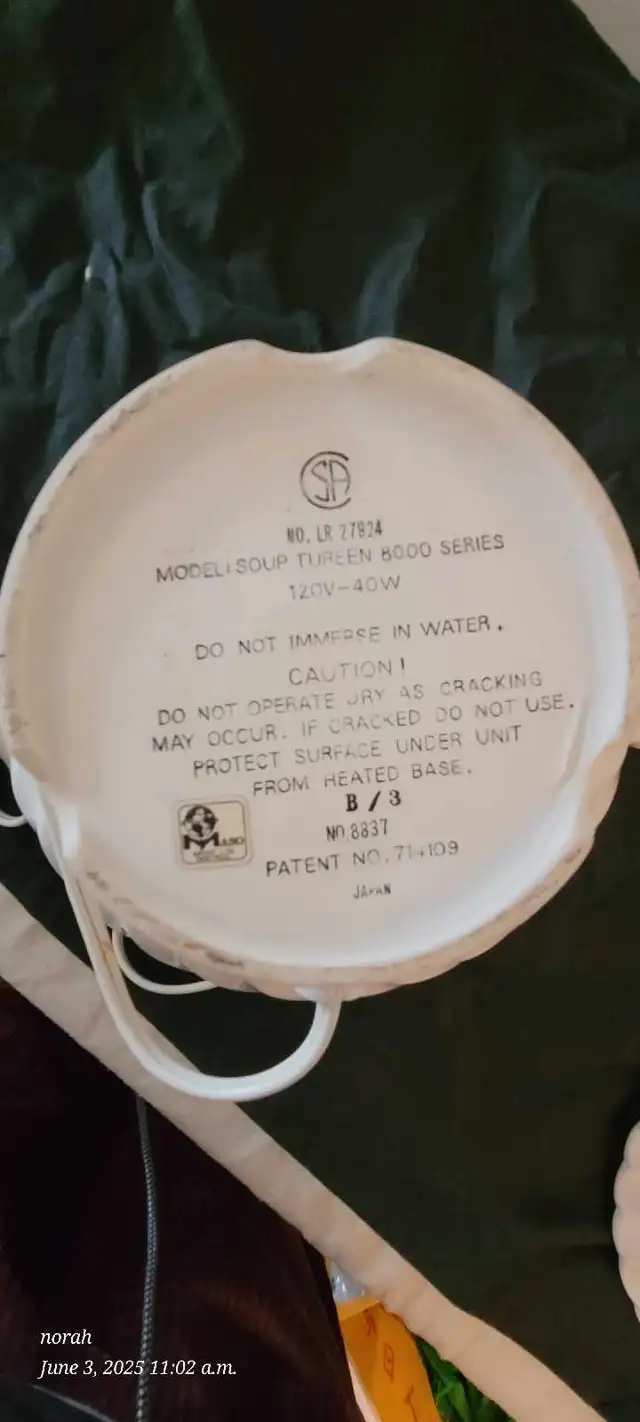 CSA
NO. LR 27924
MODEL: SOUP TUREEN 8000 SERIES
120V-40W
DO NOT IMMERSE IN WATER.
CAUTION!
DO NOT OPERATE DRY AS CRACKING
MAY OCCUR. IF CRACKED DO NOT USE.
PROTECT SURFACE UNDER UNIT
FROM HEATED BASE.
B / 3
NO.8837
PATENT NO.
JAPAN
norah
June 3, 2025 11:02 a.m.